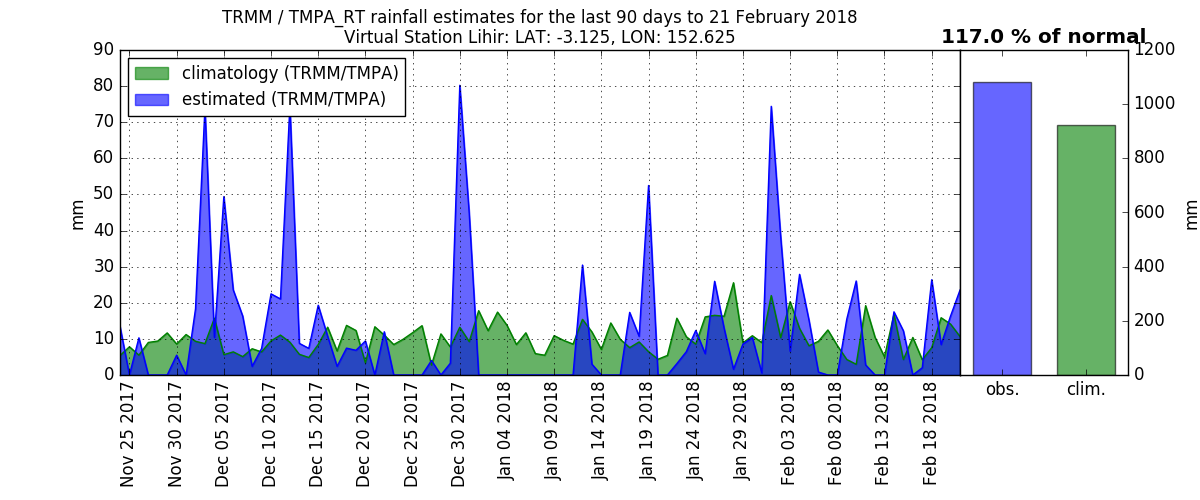 TRMM / TMPA_RT rainfall estimates for the last 90 days to 21 February 2018
Virtual Station Lihir: LAT: -3.125, LON: 152.625
117.0 % of normal
climatology (TRMM/TMPA)
estimated (TRMM/TMPA)
90
80
70
60
50
40
30
20
10
0
mm
Nov 25 2017
Nov 30 2017
Dec 05 2017
Dec 10 2017
Dec 15 2017
Dec 20 2017
Dec 25 2017
Dec 30 2017
Jan 04 2018
Jan 09 2018
Jan 14 2018
Jan 19 2018
Jan 24 2018
Jan 29 2018
Feb 03 2018
Feb 08 2018
Feb 13 2018
Feb 18 2018
obs.
clim.
1200
1000
800
600
400
200
0
mm